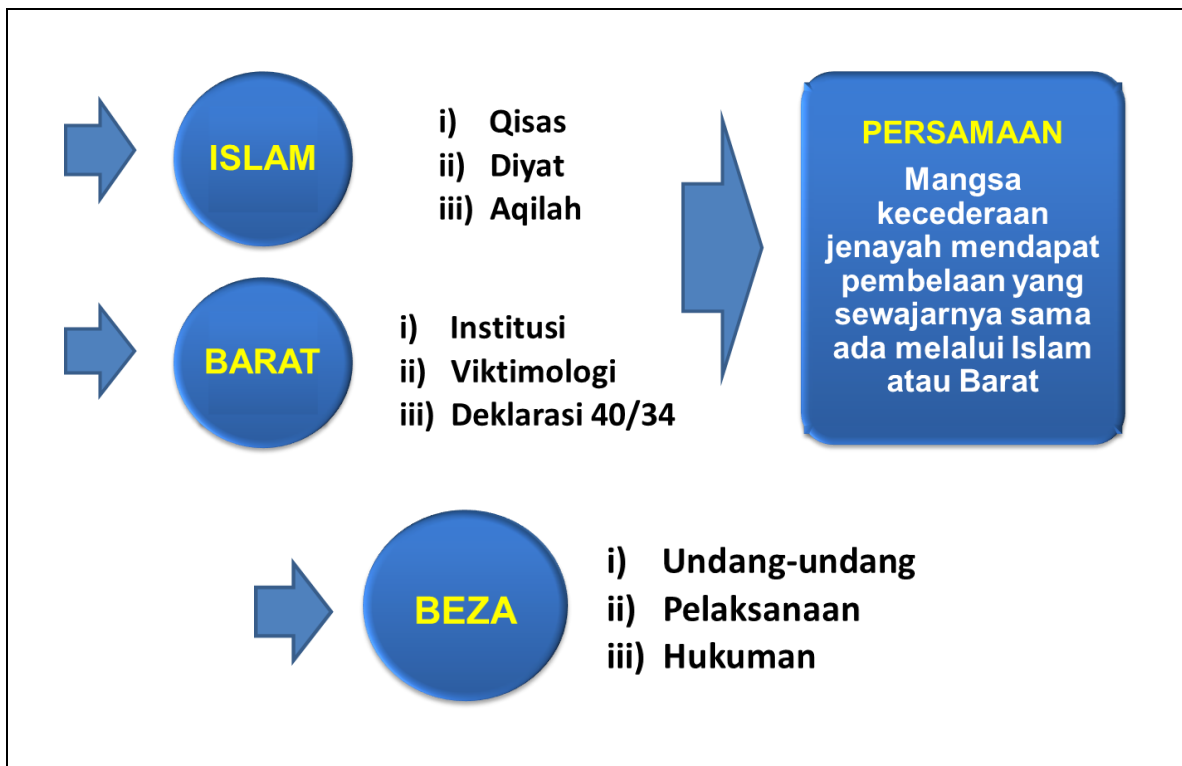 ISLAM
i) Qisas
ii) Diyat
iii) Aqilah
BARAT
i) Institusi
ii) Viktimologi
iii) Deklarasi 40/34
PERSAMAAN
Mangsa
kecederaan
jenayah mendapat
pembelaan yang
sewajarnya sama
ada melalui Islam
atau Barat
BEZA
i) Undang-undang
ii) Pelaksanaan
iii) Hukuman